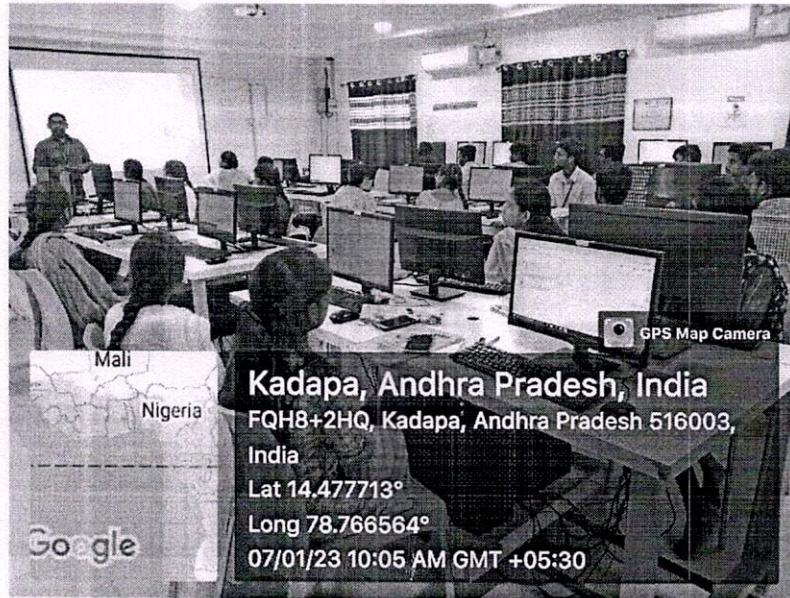 GPS Map Camera
Mali
Nigeria
Google
Kadapa, Andhra Pradesh, India
FQH8+2HQ, Kadapa, Andhra Pradesh 516003,
India
Lat 14.477713°
Long 78.766564°
07/01/23 10:05 AM GMT +05:30